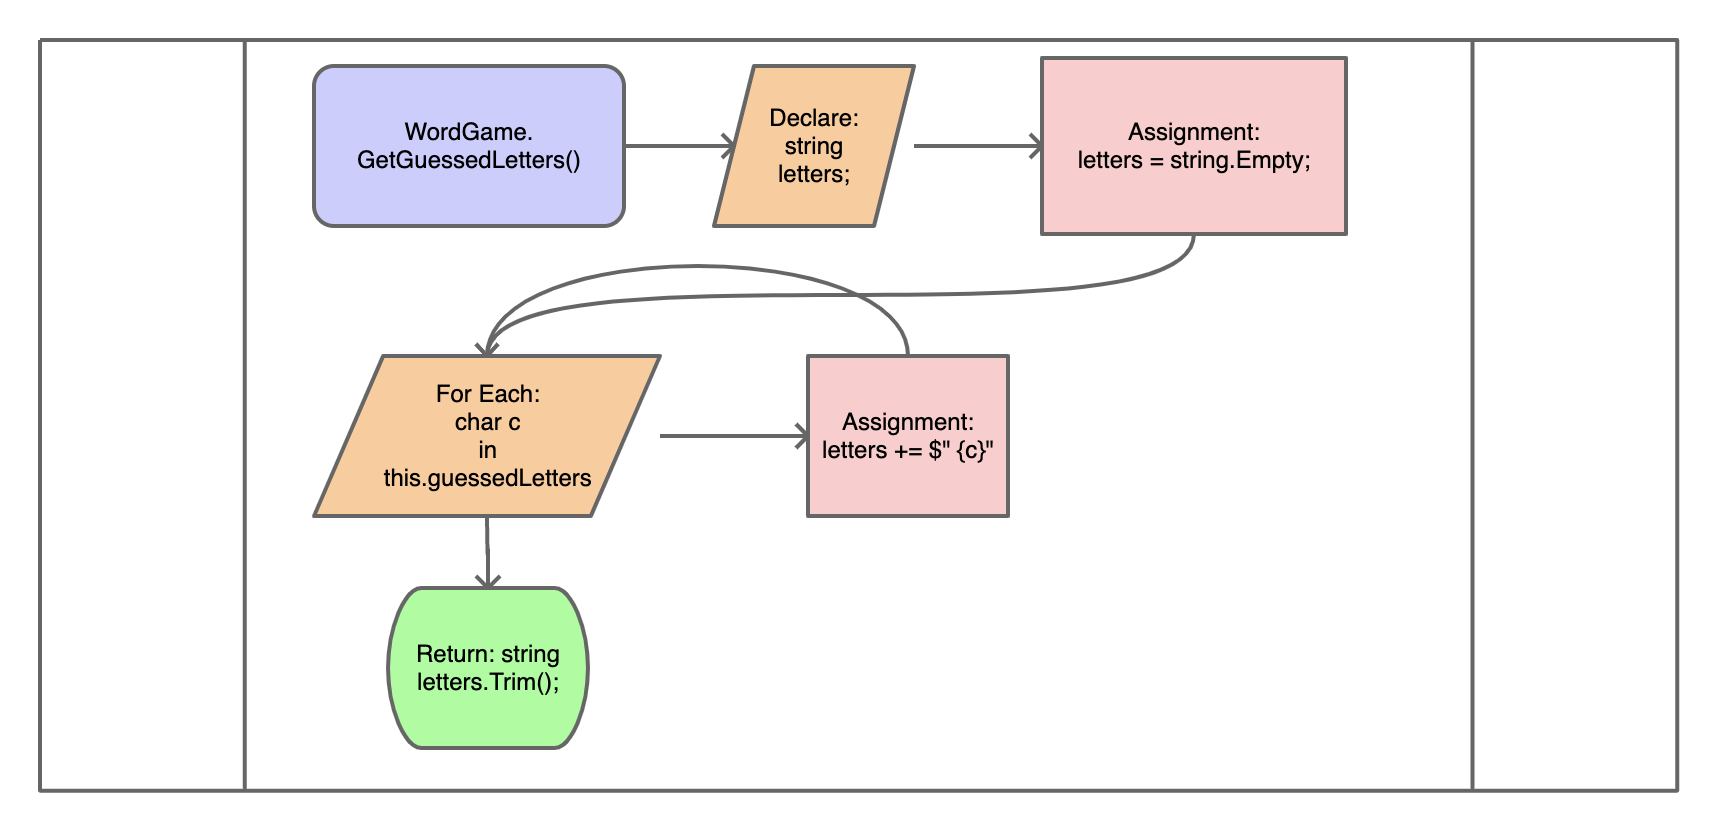 WordGame.
GetGuessedLetters()
Declare:
string
letters;
Assignment:
letters = string.Empty;
For Each:
char c
in
this.guessedLetters
Assignment:
letters += $" {c}"
Return: string
letters.Trim();